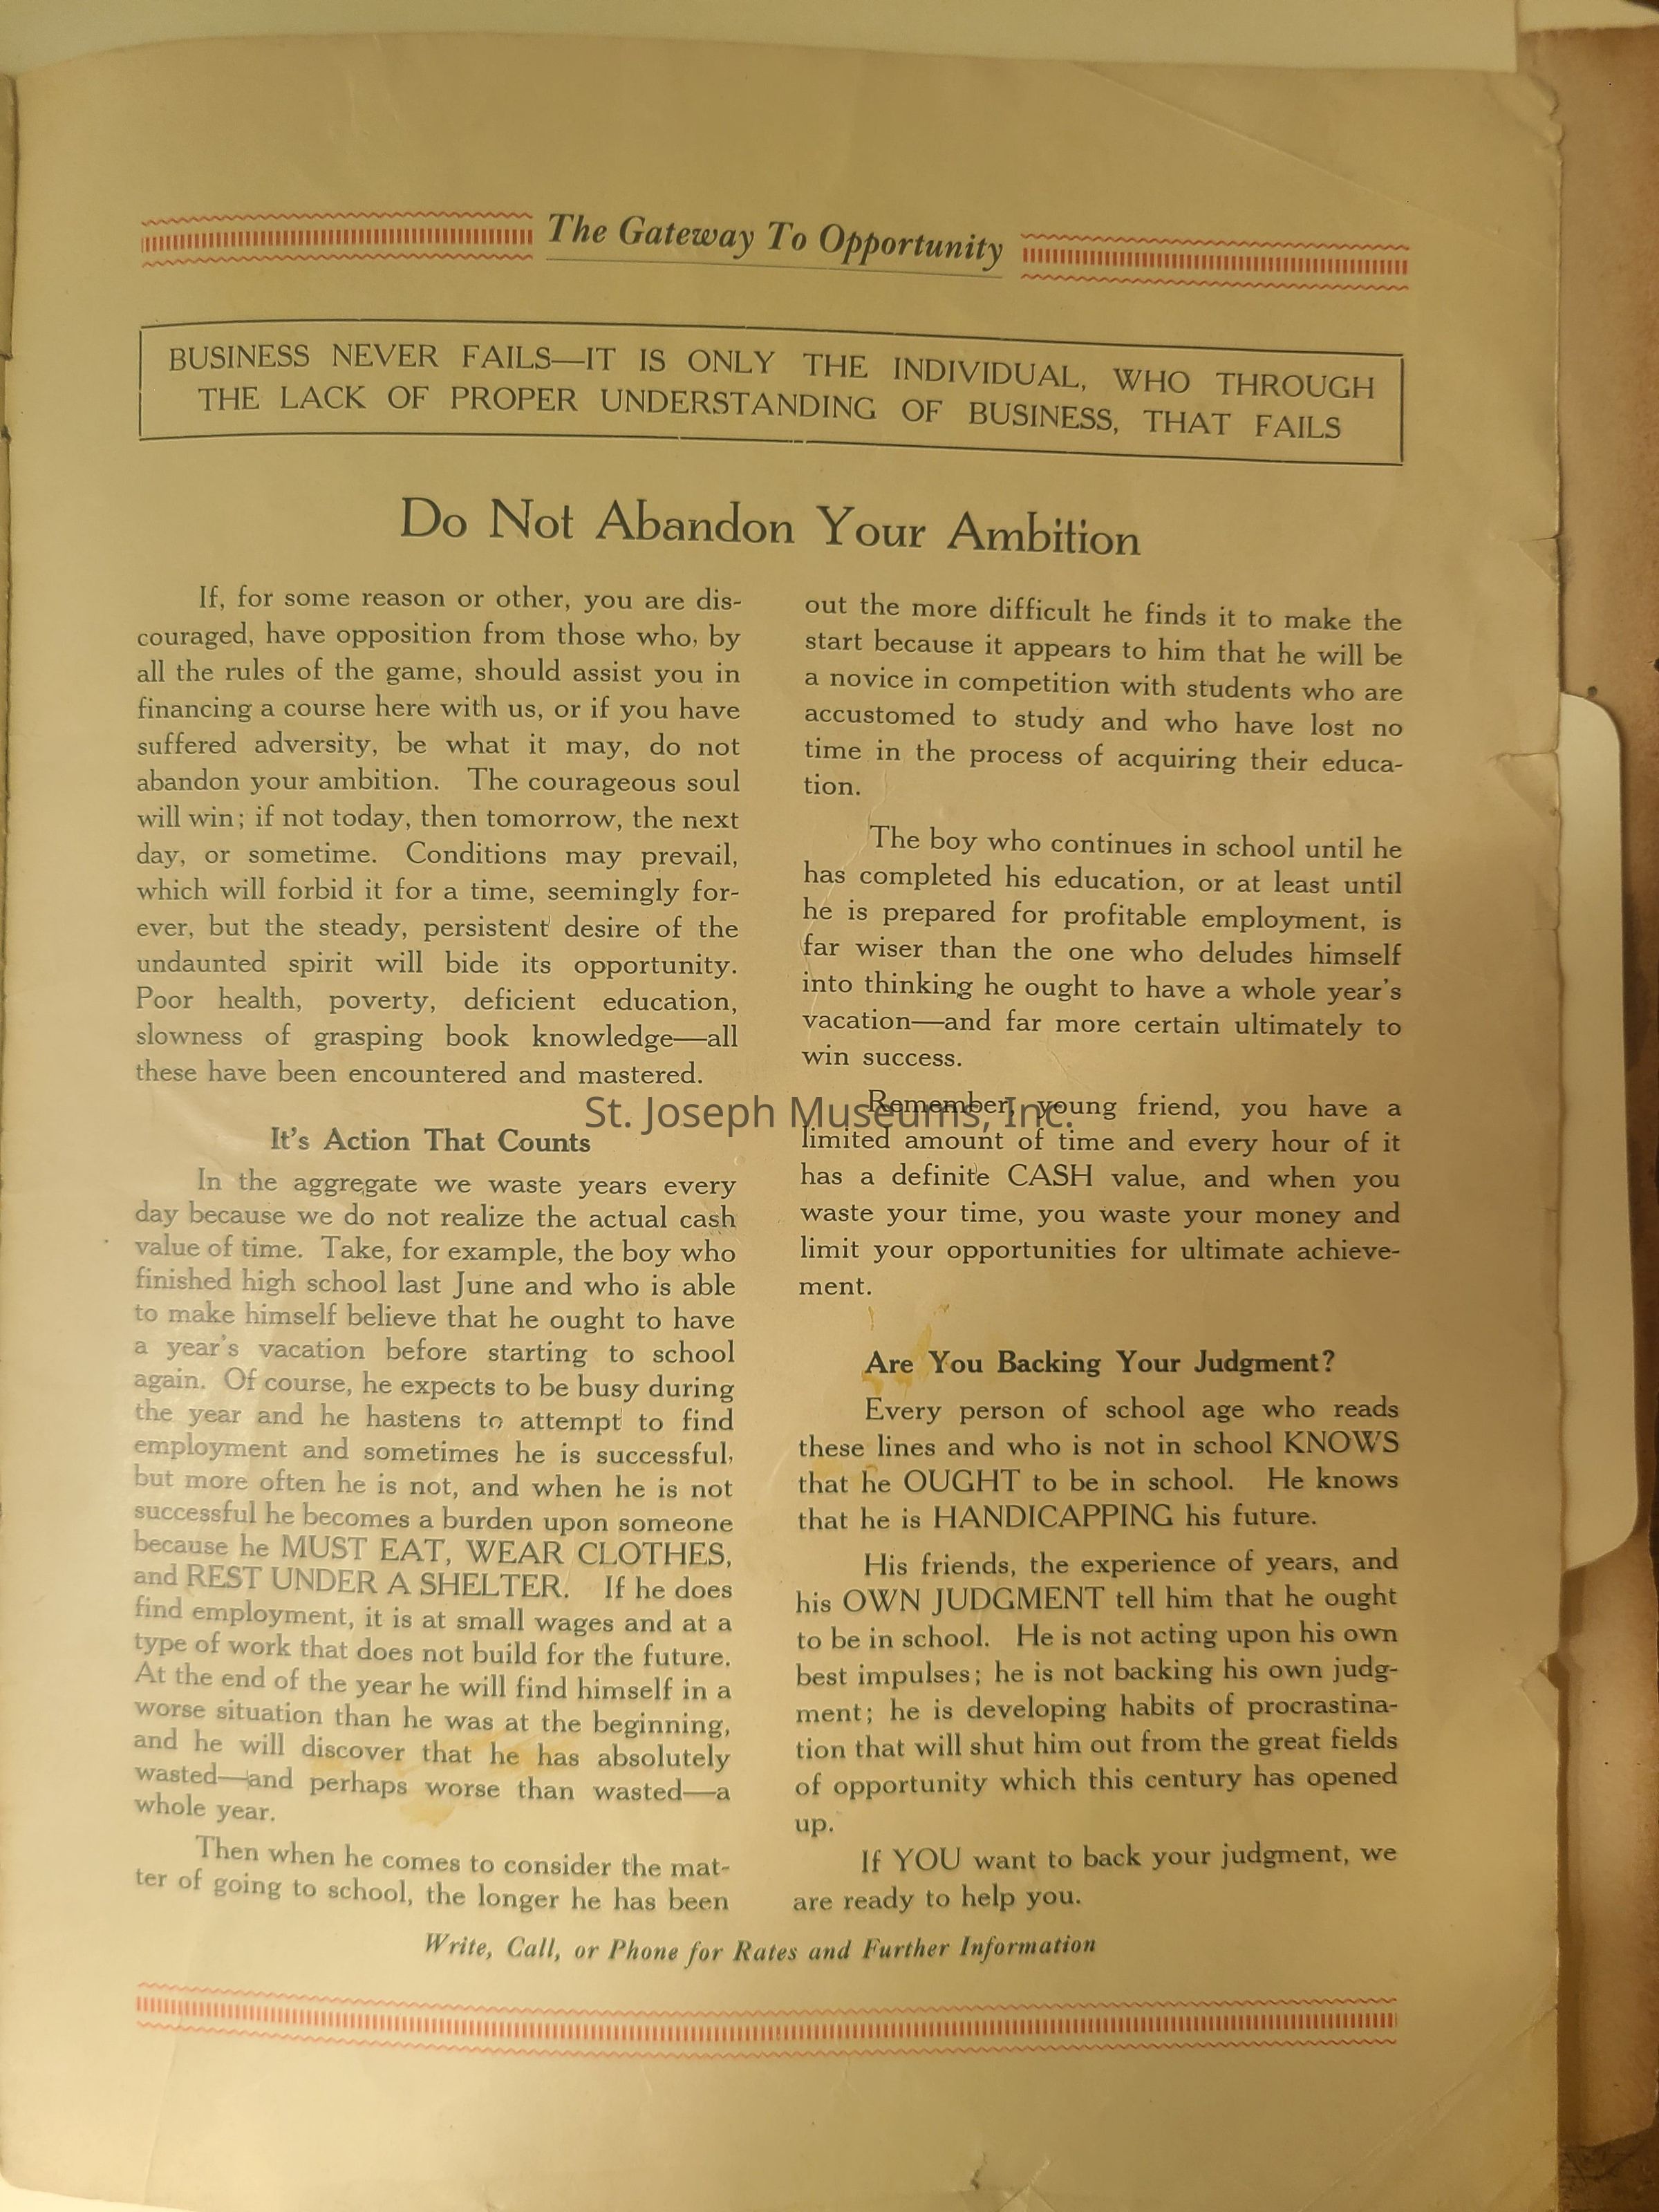 The Gateway To Opportunity
BUSINESS NEVER FAILS—IT IS ONLY THE INDIVIDUAL, WHO THROUGH
THE LACK OF PROPER UNDERSTANDING OF BUSINESS, THAT FAILS
Do Not Abandon Your Ambition
If, for some reason or other, you are dis-
couraged, have opposition from those who, by
all the rules of the game, should assist you in
financing a course here with us, or if you have
suffered adversity, be what it may, do not
abandon your ambition. The courageous soul
will win; if not today, then tomorrow, the next
day, or sometime. Conditions may prevail,
which will forbid it for a time, seemingly for-
ever, but the steady, persistent desire of the
undaunted spirit will bide its opportunity.
Poor health, poverty, deficient education,
slowness of grasping book knowledge—all
these have been encountered and mastered.
It's Action That Counts
In the aggregate we waste years every
day because we do not realize the actual cash
value of time. Take, for example, the boy who
finished high school last June and who is able
to make himself believe that he ought to have
a year's vacation before starting to school
again. Of course, he expects to be busy during
the year and he hastens to attempt to find
employment and sometimes he is successful,
but more often he is not, and when he is not
successful he becomes a burden upon someone
because he MUST EAT, WEAR CLOTHES,
and REST UNDER A SHELTER. If he does
find employment, it is at small wages and at a
type of work that does not build for the future.
At the end of the year he will find himself in a
worse situation than he was at the beginning,
and he will discover that he has absolutely
wasted—and perhaps worse than wasted—a
whole year.
Then when he comes to consider the mat-
ter of going to school, the longer he has been
out the more difficult he finds it to make the
start because it appears to him that he will be
a novice in competition with students who are
accustomed to study and who have lost no
time in the process of acquiring their educa-
tion.
The boy who continues in school until he
has completed his education, or at least until
he is prepared for profitable employment, is
far wiser than the one who deludes himself
into thinking he ought to have a whole year's
vacation—and far more certain ultimately to
win success.
Remember, young friend, you have a
limited amount of time and every hour of it
has a definite CASH value, and when you
waste your time, you waste your money and
limit your opportunities for ultimate achieve-
ment.
Are You Backing Your Judgment?
Every person of school age who reads
these lines and who is not in school KNOWS
that he OUGHT to be in school. He knows
that he is HANDICAPPING his future.
His friends, the experience of years, and
his OWN JUDGMENT tell him that he ought
to be in school. He is not acting upon his own
best impulses; he is not backing his own judg-
ment; he is developing habits of procrastina-
tion that will shut him out from the great fields
of opportunity which this century has opened
up.
If YOU want to back your judgment, we
are ready to help you.
Write, Call, or Phone for Rates and Further Information
St. Joseph Museums, Inc.